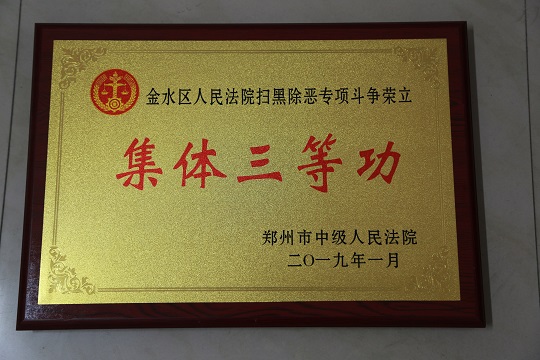 金水区人民法院扫黑除恶专项斗争荣立
集体三等功
郑州市中级人民法院
二〇一九年一月